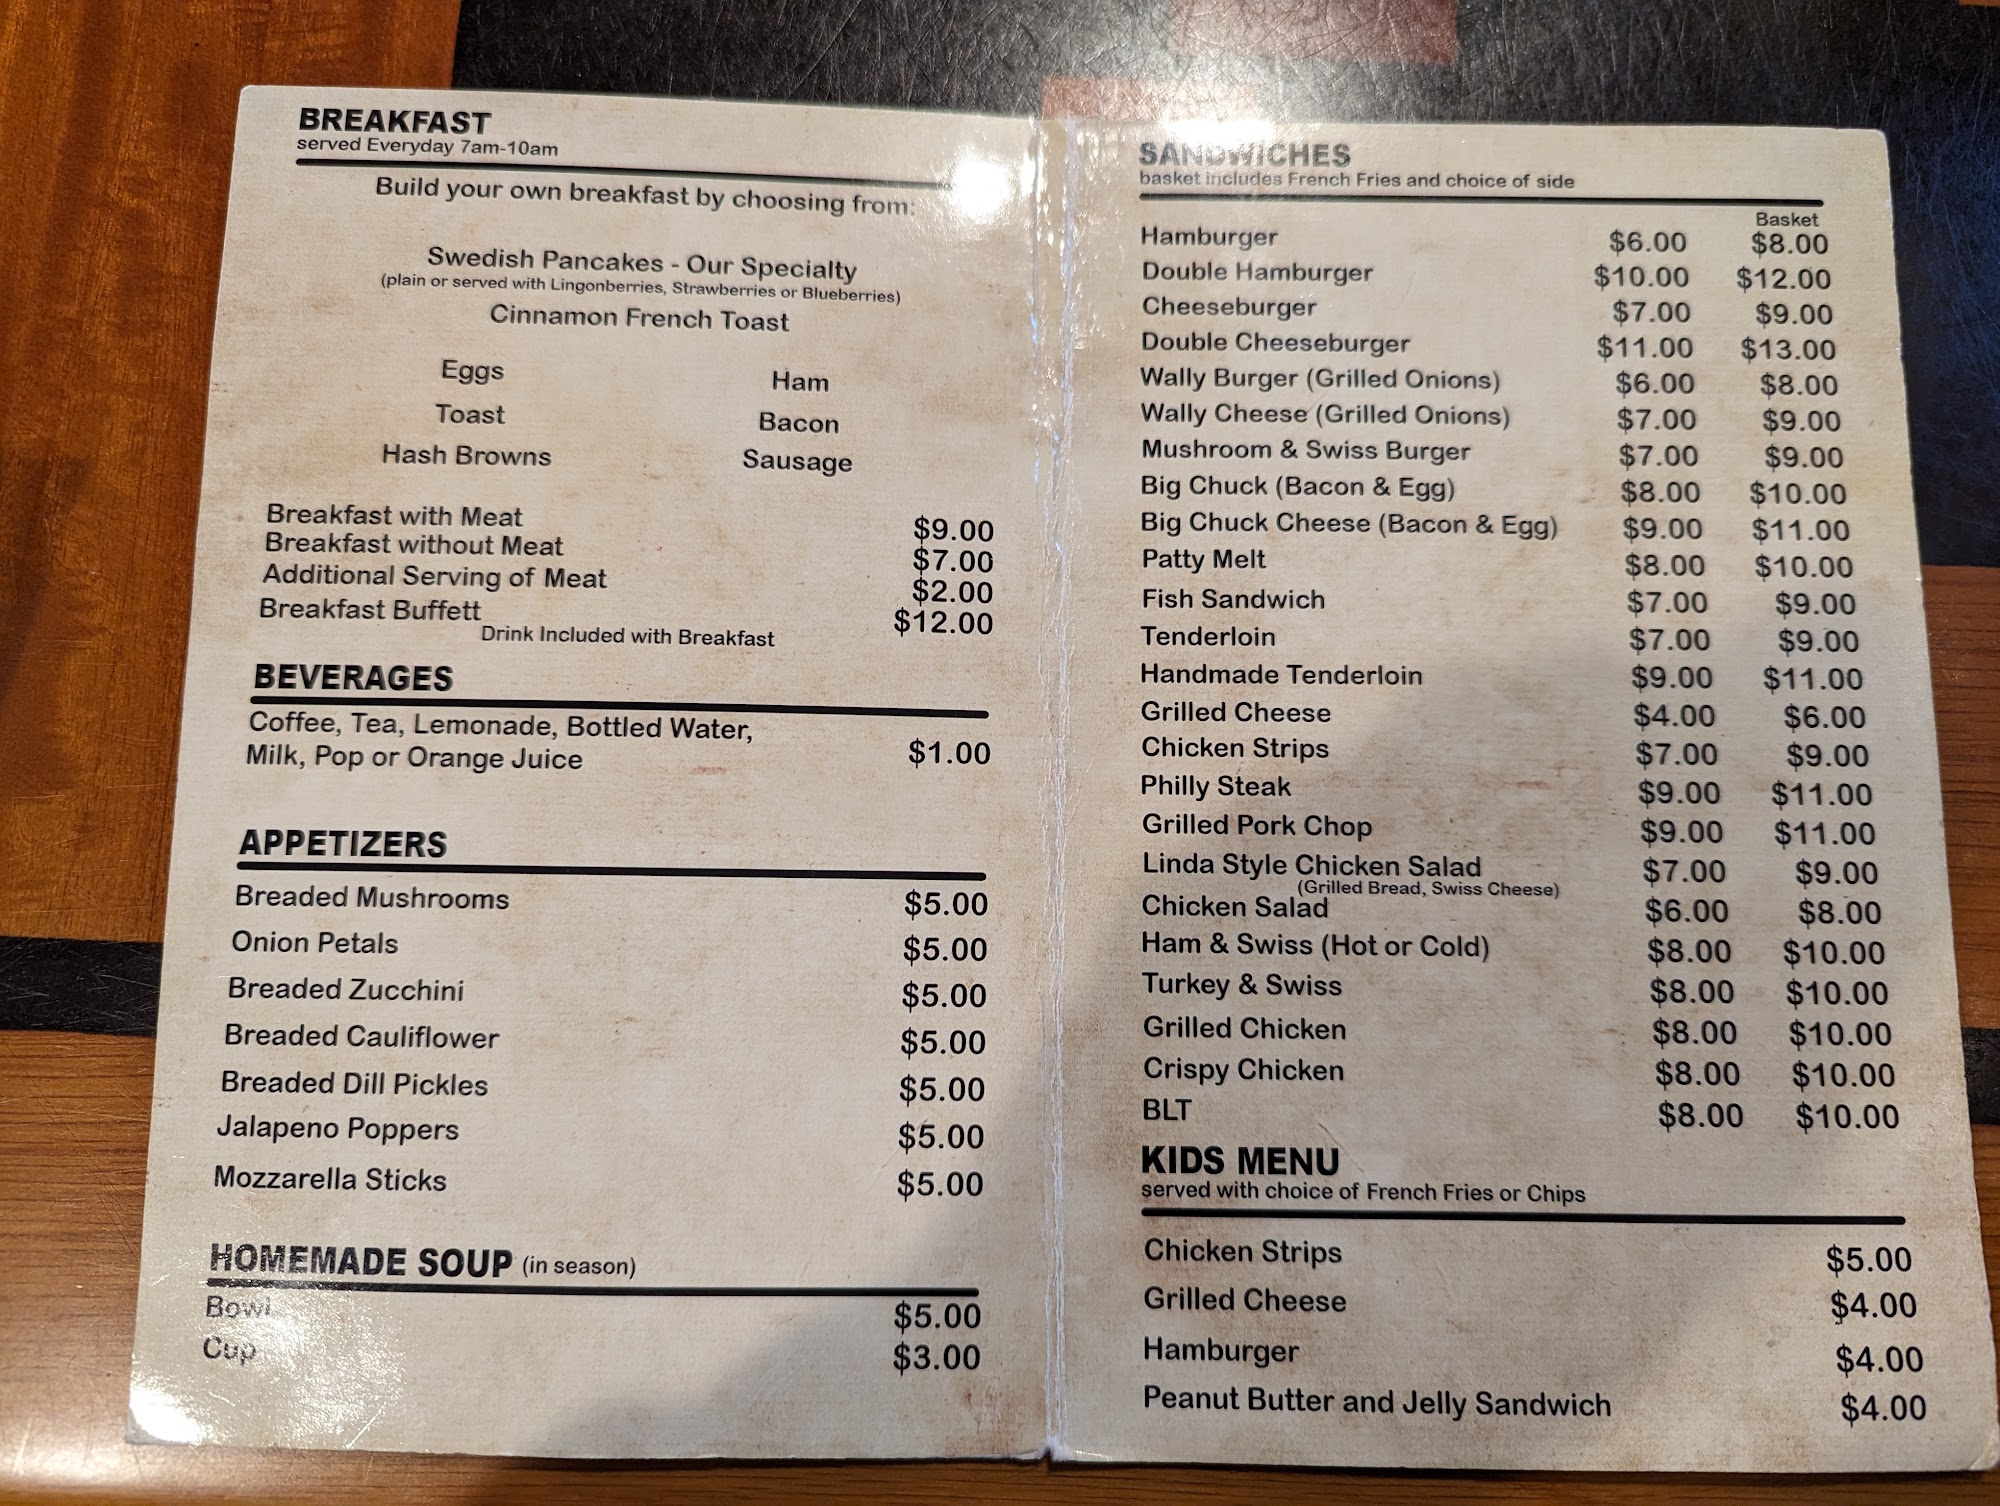 BREAKFAST
served Everyday 7am-10am
Build your own breakfast by choosing from:
Swedish Pancakes - Our Specialty
(plain or served with Lingonberries, Strawberries or Blueberries)
Cinnamon French Toast
Eggs Ham
Toast Bacon
Hash Browns Sausage
Breakfast with Meat $9.00
Breakfast without Meat $7.00
Additional Serving of Meat $2.00
Breakfast Buffett $12.00
Drink Included with Breakfast
BEVERAGES
Coffee, Tea, Lemonade, Bottled Water,
Milk, Pop or Orange Juice $1.00
APPETIZERS
Breaded Mushrooms $5.00
Onion Petals $5.00
Breaded Zucchini $5.00
Breaded Cauliflower $5.00
Breaded Dill Pickles $5.00
Jalapeno Poppers $5.00
Mozzarella Sticks $5.00
HOMEMADE SOUP (in season)
Bowl $5.00
Cup $3.00
SANDWICHES
basket includes French Fries and choice of side
Basket
Hamburger $6.00 $8.00
Double Hamburger $10.00 $12.00
Cheeseburger $7.00 $9.00
Double Cheeseburger $11.00 $13.00
Wally Burger (Grilled Onions) $6.00 $8.00
Wally Cheese (Grilled Onions) $7.00 $9.00
Mushroom & Swiss Burger $7.00 $9.00
Big Chuck (Bacon & Egg) $8.00 $10.00
Big Chuck Cheese (Bacon & Egg) $9.00 $11.00
Patty Melt $8.00 $10.00
Fish Sandwich $7.00 $9.00
Tenderloin $7.00 $9.00
Handmade Tenderloin $9.00 $11.00
Grilled Cheese $4.00 $6.00
Chicken Strips $7.00 $9.00
Philly Steak $9.00 $11.00
Grilled Pork Chop $9.00 $11.00
Linda Style Chicken Salad $7.00 $9.00
(Grilled Bread, Swiss Cheese)
Chicken Salad $6.00 $8.00
Ham & Swiss (Hot or Cold) $8.00 $10.00
Turkey & Swiss $8.00 $10.00
Grilled Chicken $8.00 $10.00
Crispy Chicken $8.00 $10.00
BLT $8.00 $10.00
KIDS MENU
served with choice of French Fries or Chips
Chicken Strips $5.00
Grilled Cheese $4.00
Hamburger $4.00
Peanut Butter and Jelly Sandwich $4.00